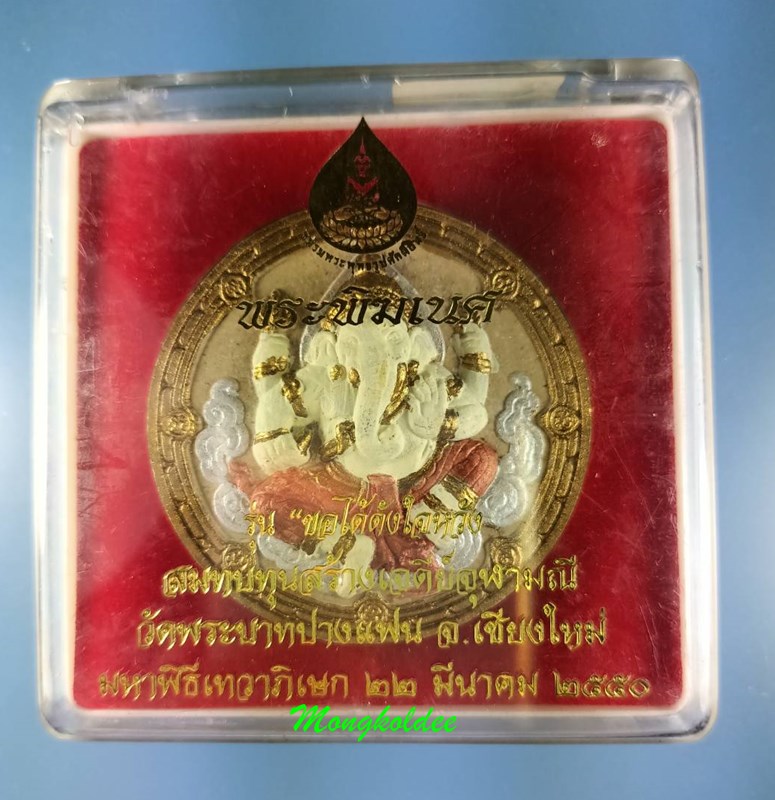 พระพิฆเนศ
รุ่น "ขอได้ดังใจหวัง
สมทบทุนสร้างเจดีย์จุฬามณี
วัดพระบาทปางแฟน จ.เชียงใหม่
มหาพิธีเทวาภิเษก ๒๒ มีนาคม ๒๕๕๐
Mongkoldee